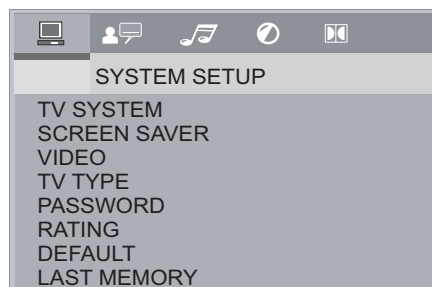 SYSTEM SETUP
TV SYSTEM
SCREEN SAVER
VIDEO
TV TYPE
PASSWORD
RATING
DEFAULT
LAST MEMORY